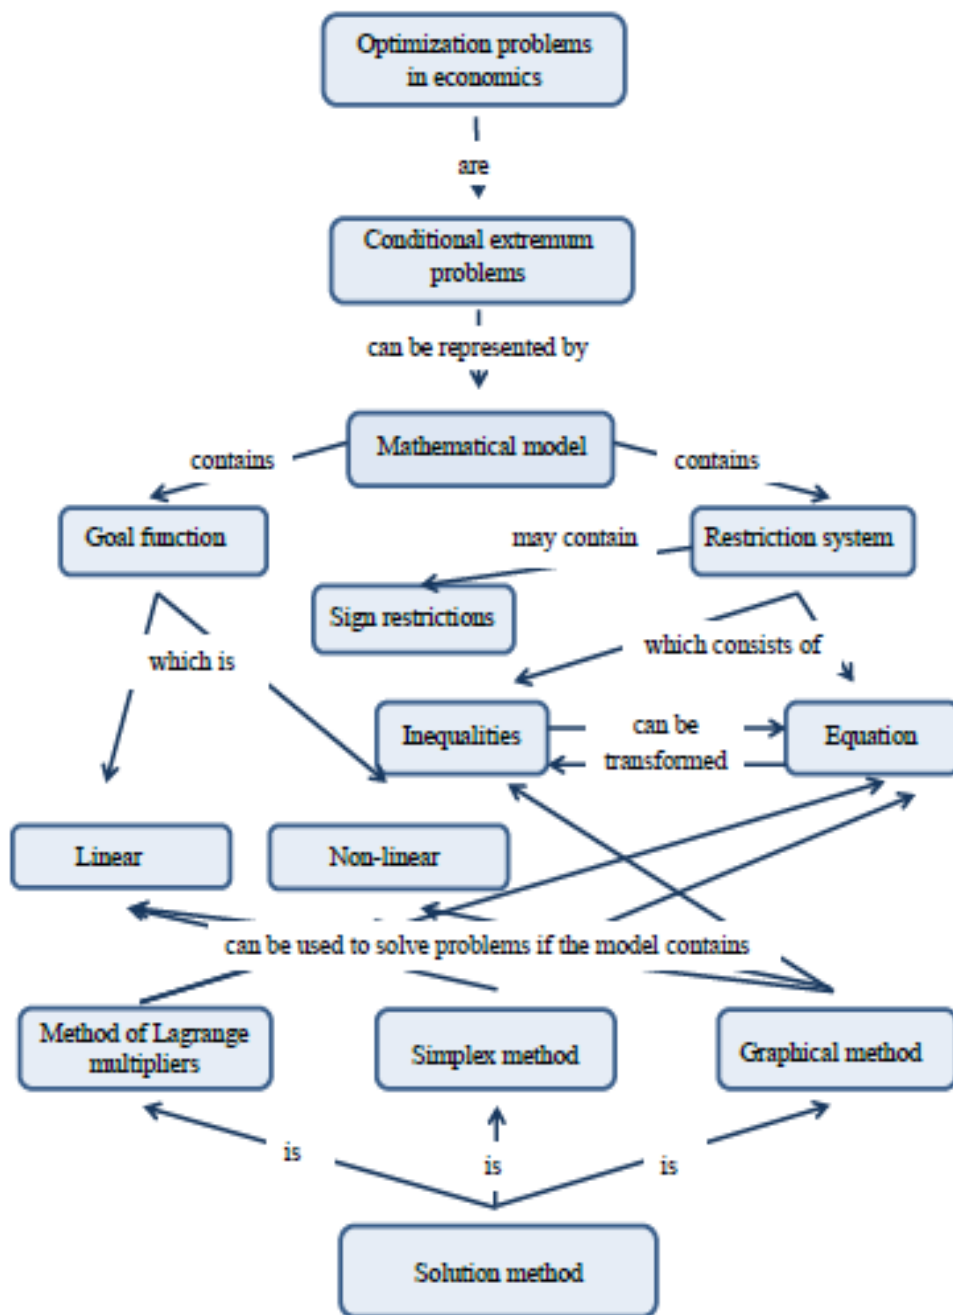 Optimization problems
in economics
are
Conditional extremum
problems
can be represented by
Mathematical model
contains
contains
Goal function
may contain
Restriction system
Sign restrictions
which is
which consists of
Inequalities
can be
transformed
Equation
Linear
Non-linear
can be used to solve problems if the model contains
Method of Lagrange
multipliers
Simplex method
Graphical method
is
is
is
Solution method